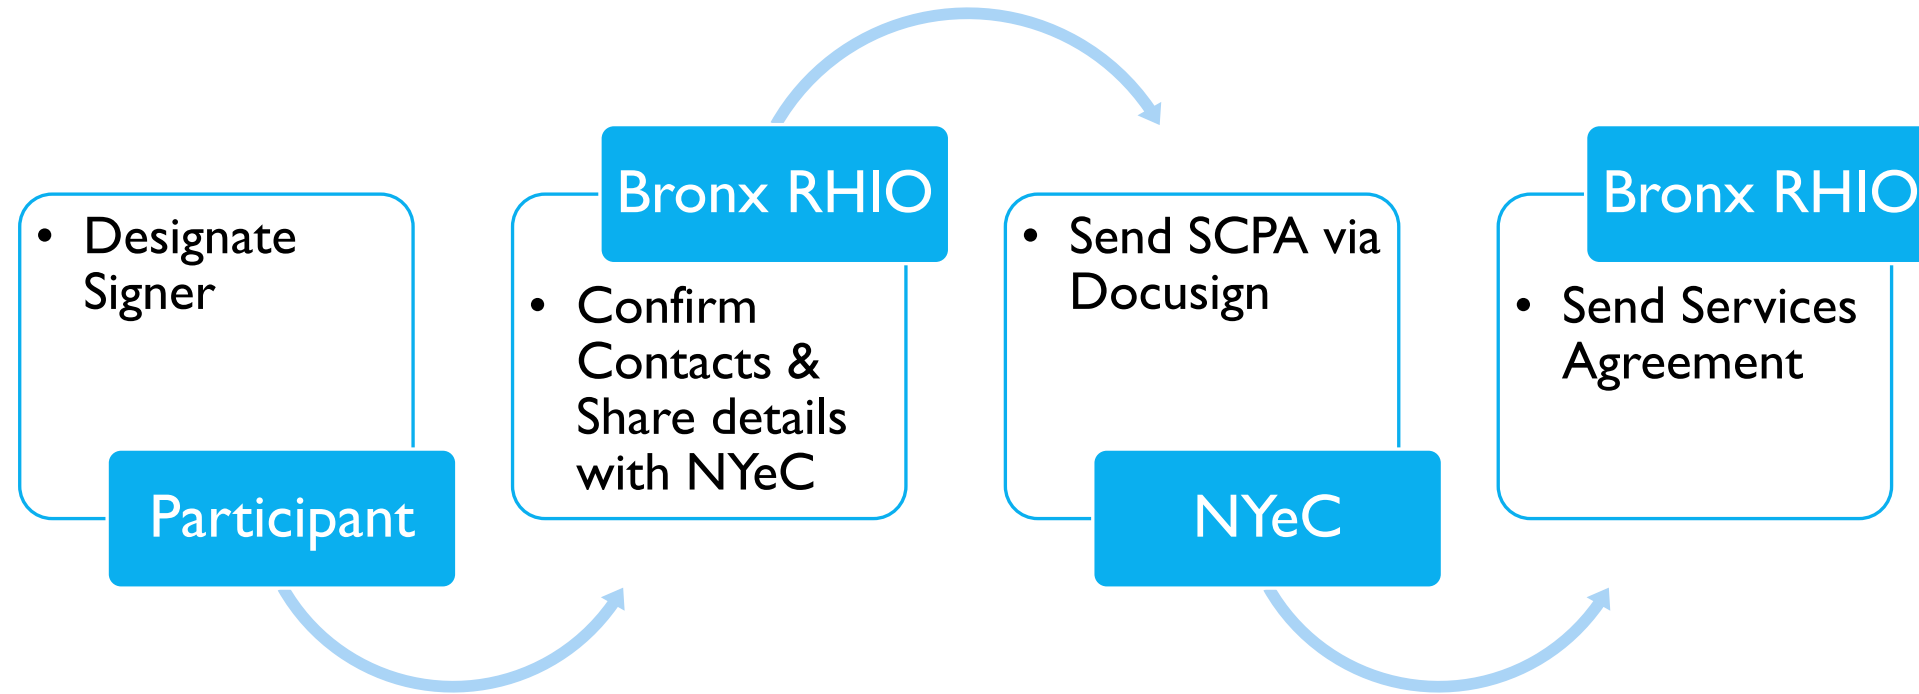 • Designate
Signer
Participant
Bronx RHIO
• Confirm
Contacts &
Share details
with NYeC
• Send SCPA via
Docusign
NYeC
Bronx RHIO
• Send Services
Agreement